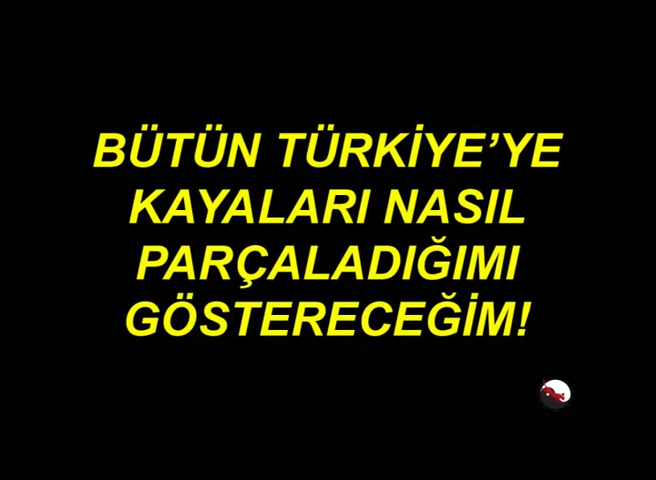 BÜTÜN TÜRKİYE’YE
KAYALARI NASIL
PARÇALADIĞIMI
GÖSTERECEĞİM!